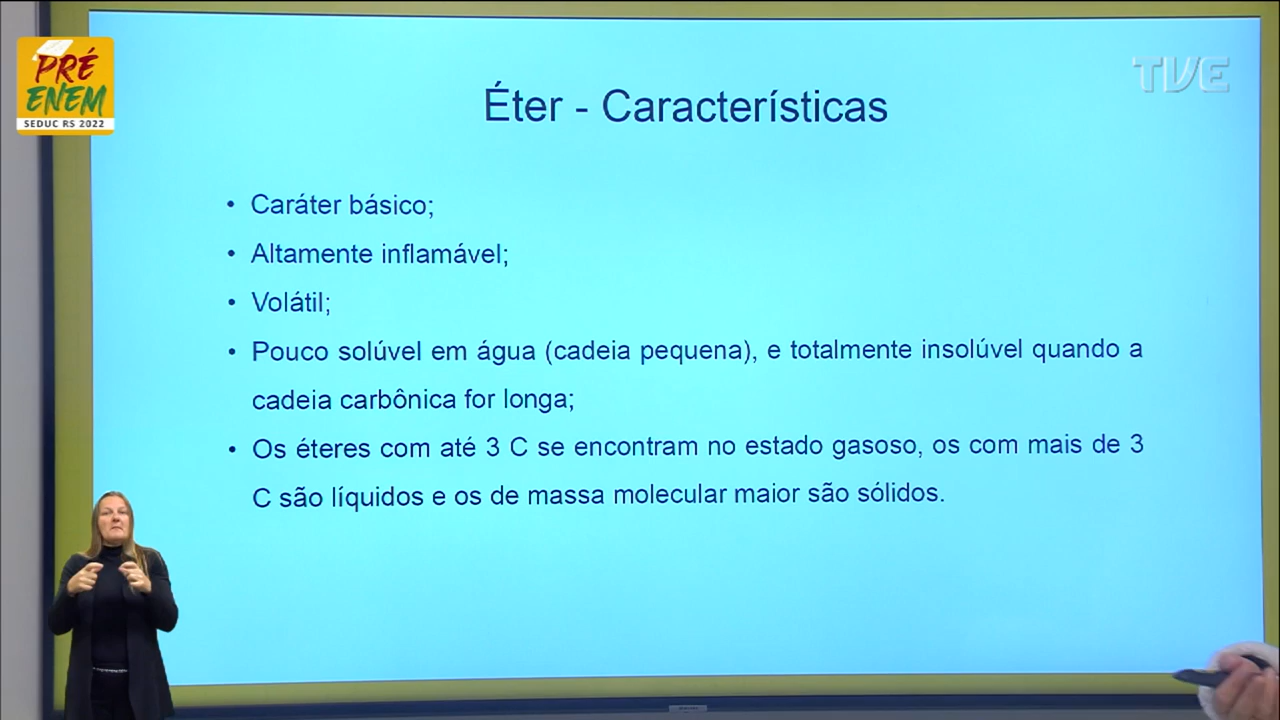 PRÉ
ENEM
SEDUC RS 2022
TVE
Éter - Características
• Caráter básico;
• Altamente inflamável;
• Volátil;
• Pouco solúvel em água (cadeia pequena), e totalmente insolúvel quando a
cadeia carbônica for longa;
• Os éteres com até 3 C se encontram no estado gasoso, os com mais de 3
C são líquidos e os de massa molecular maior são sólidos.